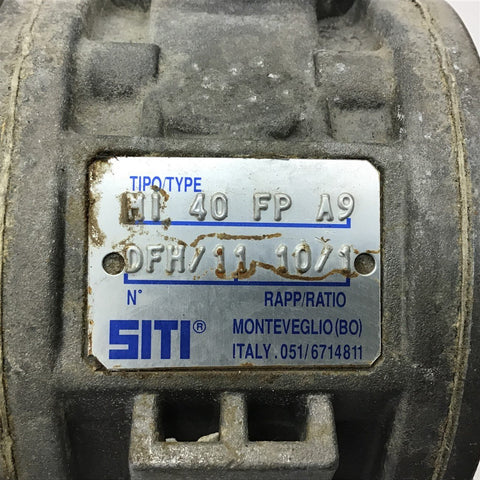 TIPO/TYPE
MI 40 FP A9
DFH/11 10/1
N° RAPP/RATIO
SITI® MONTEVEGLIO(BO)
ITALY.051/6714811